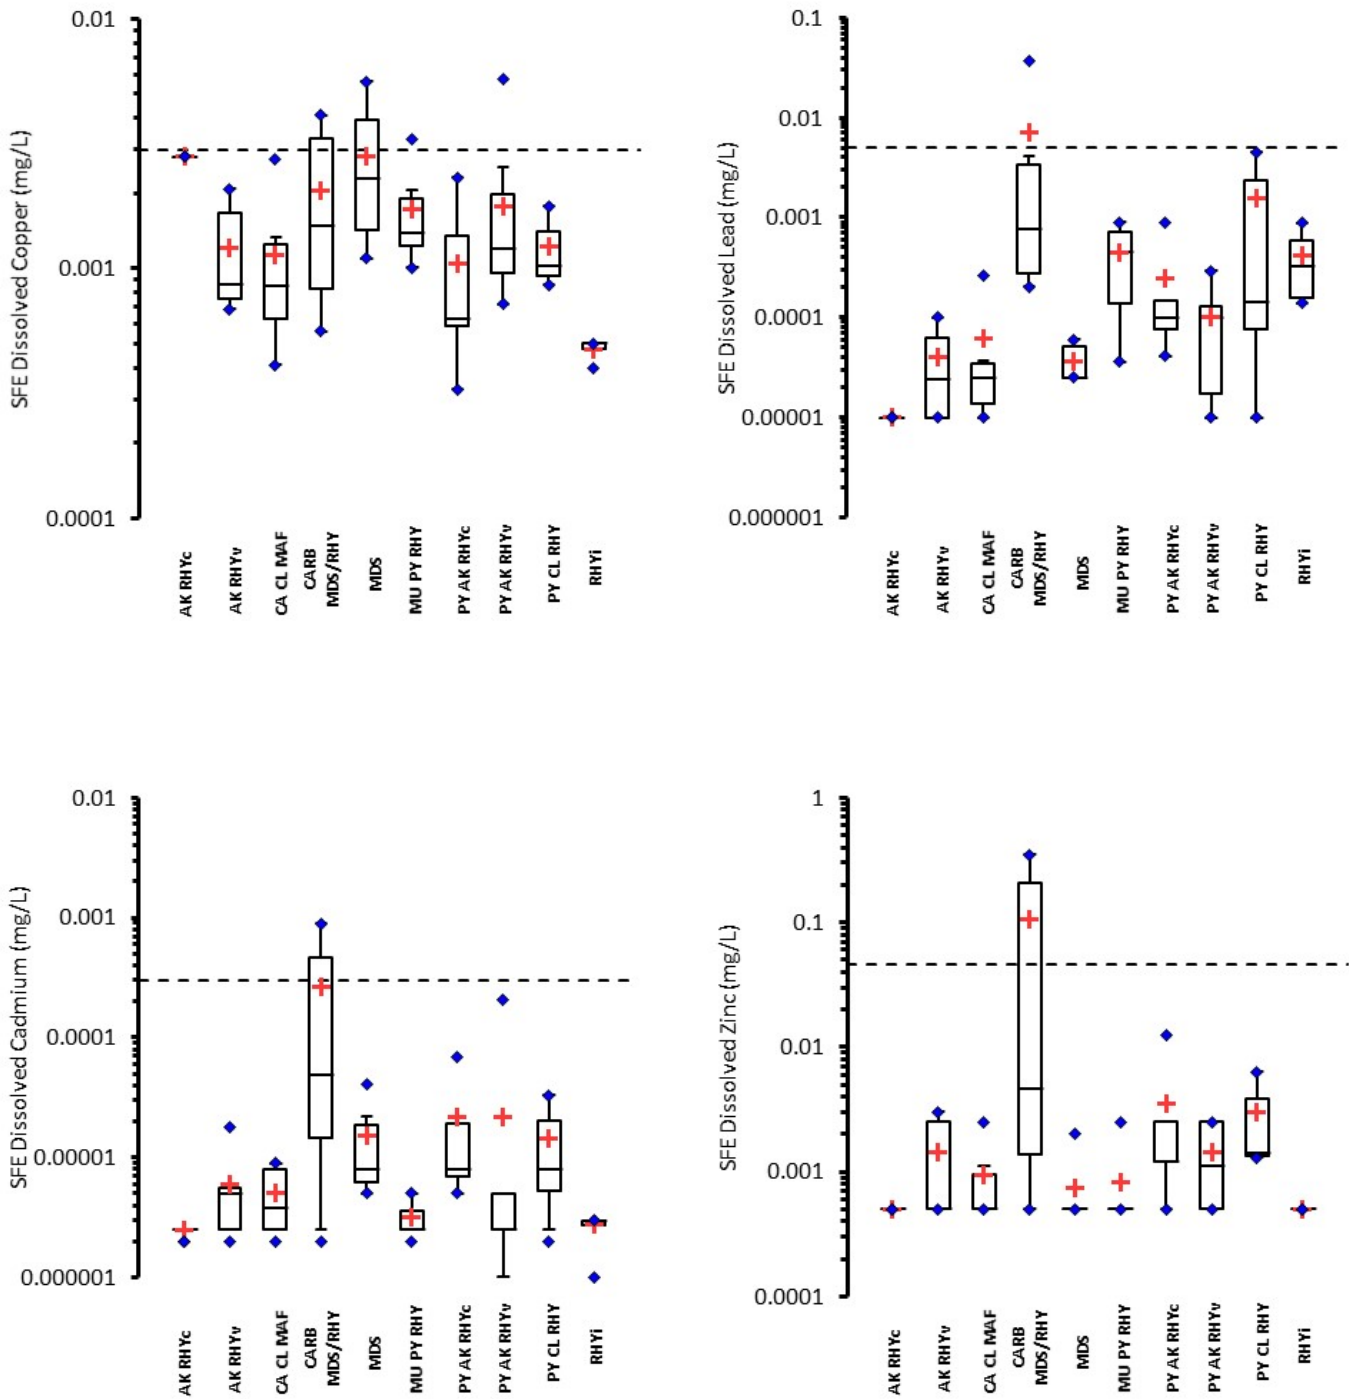 SFE Dissolved Copper (mg/L)
0.01
0.001
0.0001
AK RHYc
AK RHYv
CA CL MAF
CARB
MDS/RHY
MDS
MU PY RHY
PY AK RHYc
PY AK RHYv
PY CL RHY
RHYi
SFE Dissolved Lead (mg/L)
0.1
0.01
0.001
0.0001
0.00001
0.000001
AK RHYc
AK RHYv
CA CL MAF
CARB
MDS/RHY
MDS
MU PY RHY
PY AK RHYc
PY AK RHYv
PY CL RHY
RHYi
SFE Dissolved Cadmium (mg/L)
0.01
0.001
0.0001
0.00001
0.000001
AK RHYc
AK RHYv
CA CL MAF
CARB
MDS/RHY
MDS
MU PY RHY
PY AK RHYc
PY AK RHYv
PY CL RHY
RHYi
SFE Dissolved Zinc (mg/L)
1
0.1
0.01
0.001
0.0001
AK RHYc
AK RHYv
CA CL MAF
CARB
MDS/RHY
MDS
MU PY RHY
PY AK RHYc
PY AK RHYv
PY CL RHY
RHYi